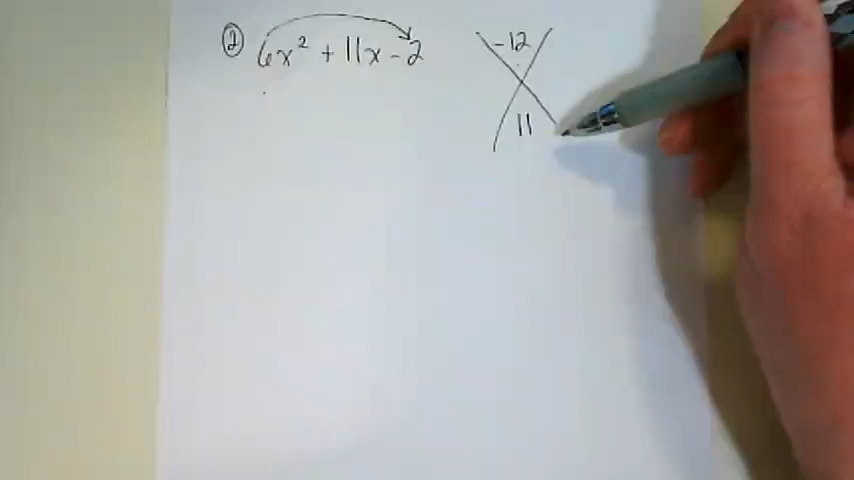 ② 6x² + 11x - 2
-12
11